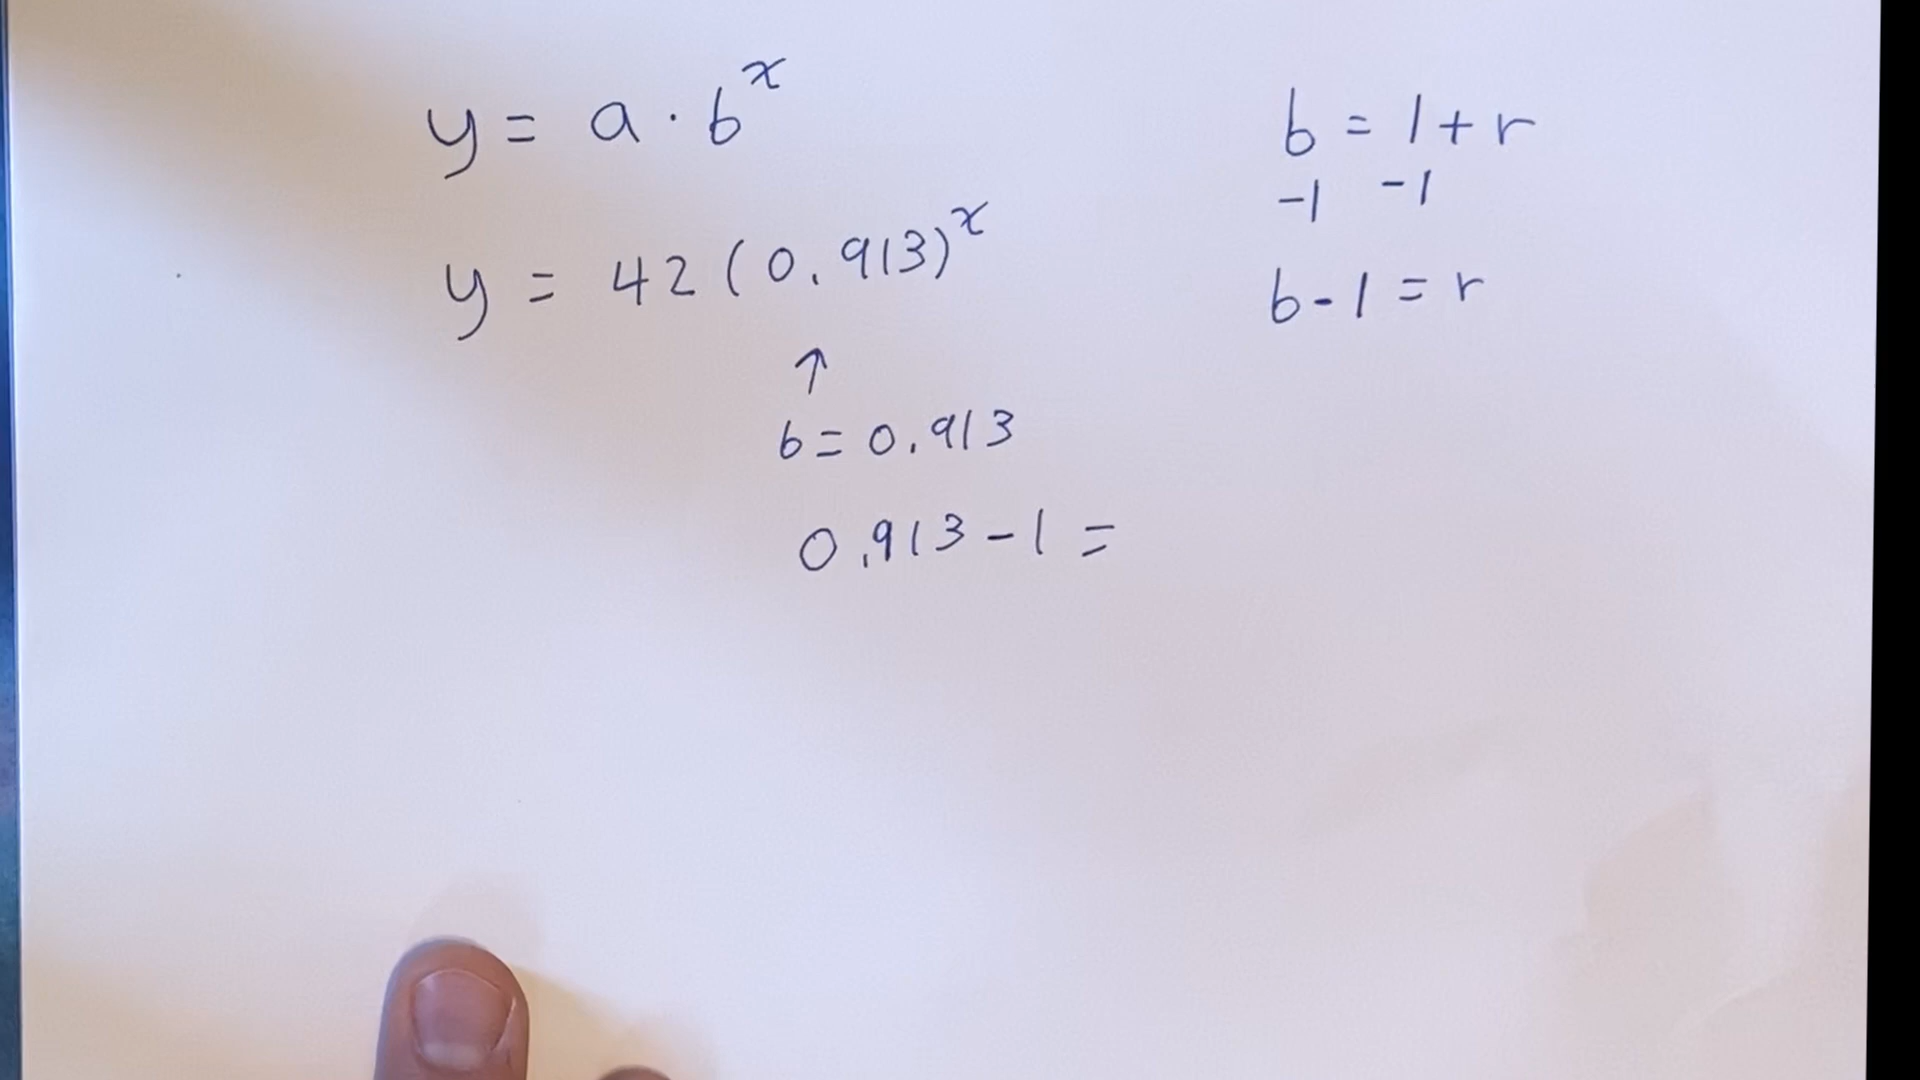 y = a · b^x
y = 42 (0.913)^x
↑
b = 0.913
0.913 - 1 =
b = 1 + r
-1 -1
b - 1 = r